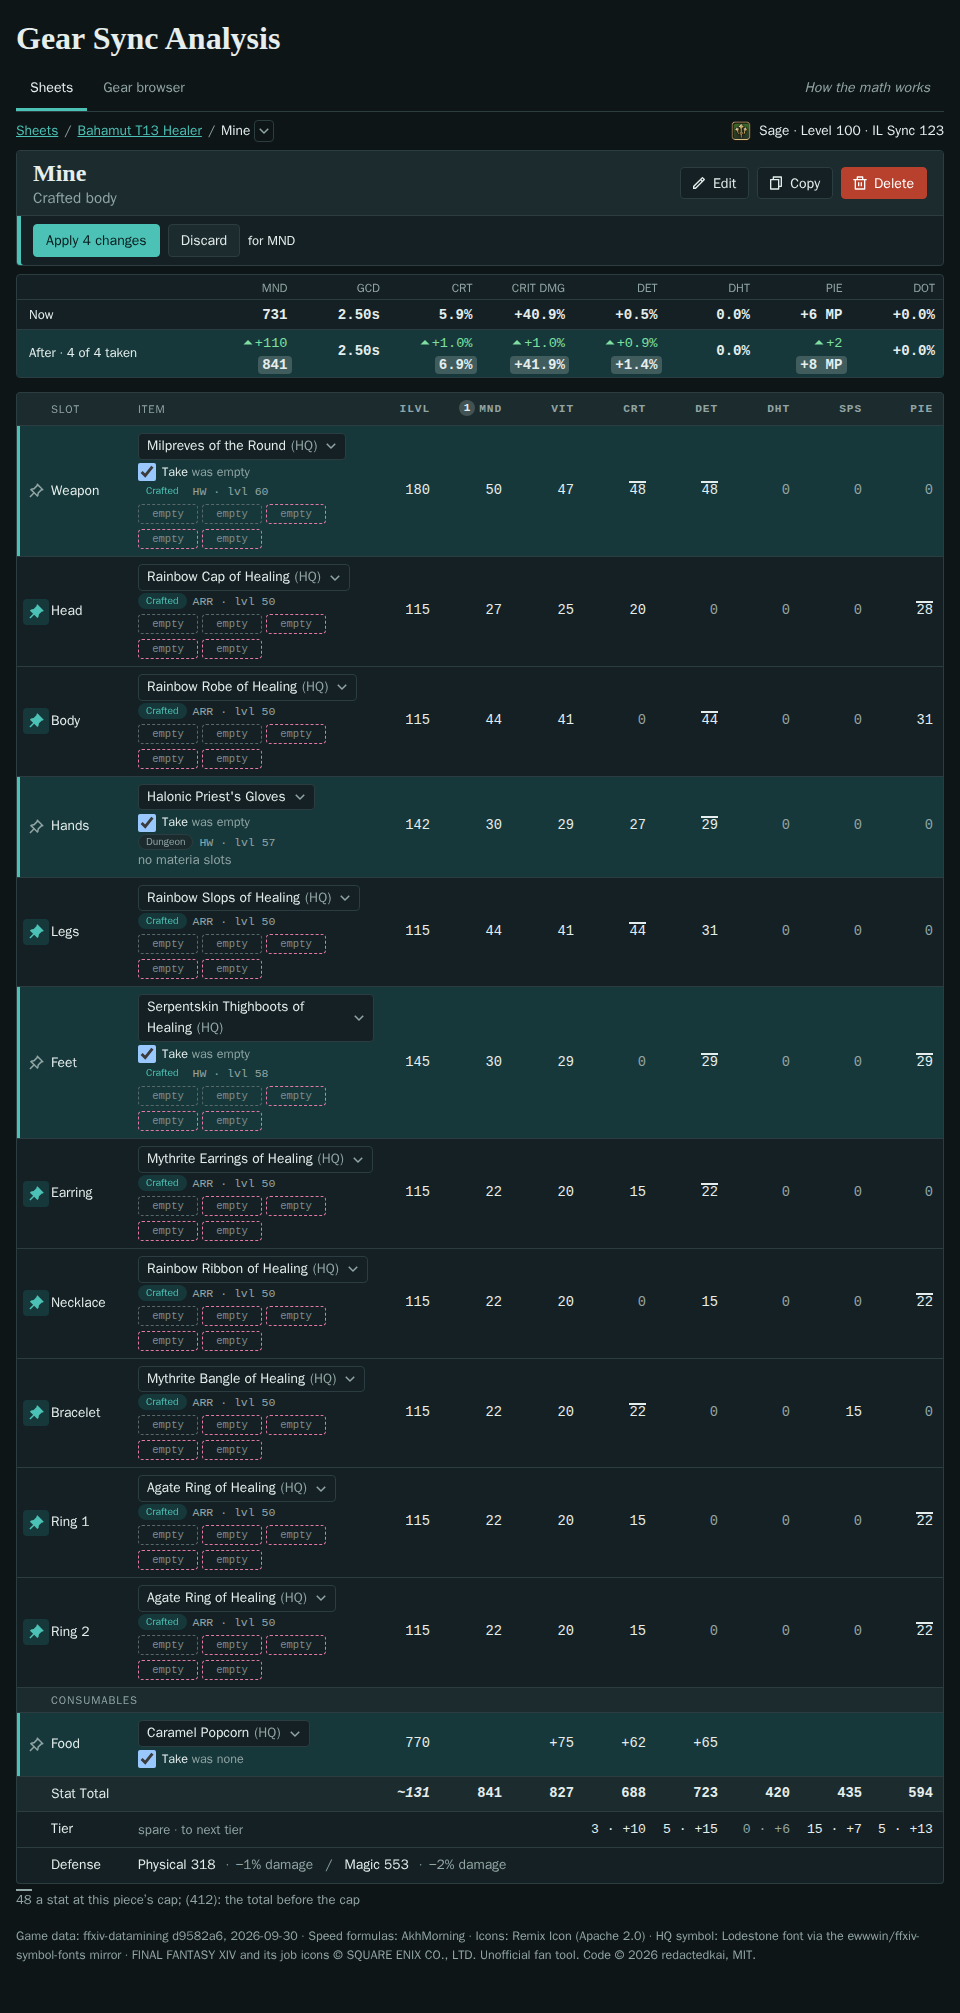 Gear Sync Analysis
Sheets Gear browser How the math works
Sheets / Bahamut T13 Healer / Mine Sage · Level 100 · IL Sync 123
Mine
Crafted body
Edit Copy Delete
Apply 4 changes Discard for MND
MND GCD CRT CRIT DMG DET DHT PIE DOT
Now 731 2.50s 5.9% +40.9% +0.5% 0.0% +6 MP +0.0%
+110 +1.0% +1.0% +0.9% +2
After · 4 of 4 taken 841 2.50s 6.9% +41.9% +1.4% 0.0% +8 MP +0.0%
SLOT ITEM ILVL 1 MND VIT CRT DET DHT SPS PIE
Milpreves of the Round (HQ)
Take was empty
Weapon 180 50 47 48 48 0 0 0
Crafted HW · lvl 60
empty empty empty
empty empty
Rainbow Cap of Healing (HQ)
Crafted ARR · lvl 50
Head 115 27 25 20 0 0 0 28
empty empty empty
empty empty
Rainbow Robe of Healing (HQ)
Crafted ARR · lvl 50
Body 115 44 41 0 44 0 0 31
empty empty empty
empty empty
Halonic Priest's Gloves
Take was empty
Hands 142 30 29 27 29 0 0 0
Dungeon HW · lvl 57
no materia slots
Rainbow Slops of Healing (HQ)
Crafted ARR · lvl 50
Legs 115 44 41 44 31 0 0 0
empty empty empty
empty empty
Serpentskin Thighboots of
Healing (HQ)
Take was empty
Feet 145 30 29 0 29 0 0 29
Crafted HW · lvl 58
empty empty empty
empty empty
Mythrite Earrings of Healing (HQ)
Crafted ARR · lvl 50
Earring 115 22 20 15 22 0 0 0
empty empty empty
empty empty
Rainbow Ribbon of Healing (HQ)
Crafted ARR · lvl 50
Necklace 115 22 20 0 15 0 0 22
empty empty empty
empty empty
Mythrite Bangle of Healing (HQ)
Crafted ARR · lvl 50
Bracelet 115 22 20 22 0 0 15 0
empty empty empty
empty empty
Agate Ring of Healing (HQ)
Crafted ARR · lvl 50
Ring 1 115 22 20 15 0 0 0 22
empty empty empty
empty empty
Agate Ring of Healing (HQ)
Crafted ARR · lvl 50
Ring 2 115 22 20 15 0 0 0 22
empty empty empty
empty empty
CONSUMABLES
Caramel Popcorn (HQ)
Food 770 +75 +62 +65
Take was none
Stat Total ~131 841 827 688 723 420 435 594
Tier spare · to next tier 3 · +10 5 · +15 0 · +6 15 · +7 5 · +13
Defense Physical 318 · −1% damage / Magic 553 · −2% damage
48 a stat at this piece's cap; (412): the total before the cap
Game data: ffxiv-datamining d9582a6, 2026-09-30 · Speed formulas: AkhMorning · Icons: Remix Icon (Apache 2.0) · HQ symbol: Lodestone font via the ewwwin/ffxiv-
symbol-fonts mirror · FINAL FANTASY XIV and its job icons © SQUARE ENIX CO., LTD. Unofficial fan tool. Code © 2026 redactedkai, MIT.